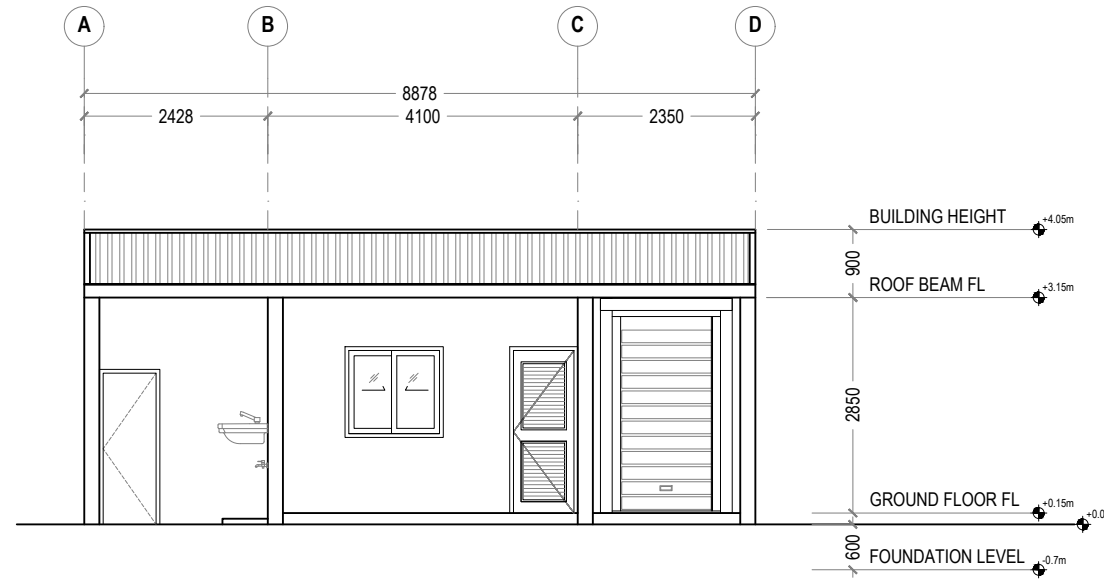 A B C D
8878
2428 4100 2350
BUILDING HEIGHT +4.05m
900
ROOF BEAM FL +3.15m
2850
GROUND FLOOR FL +0.15m
+0.0
600
FOUNDATION LEVEL -0.7m